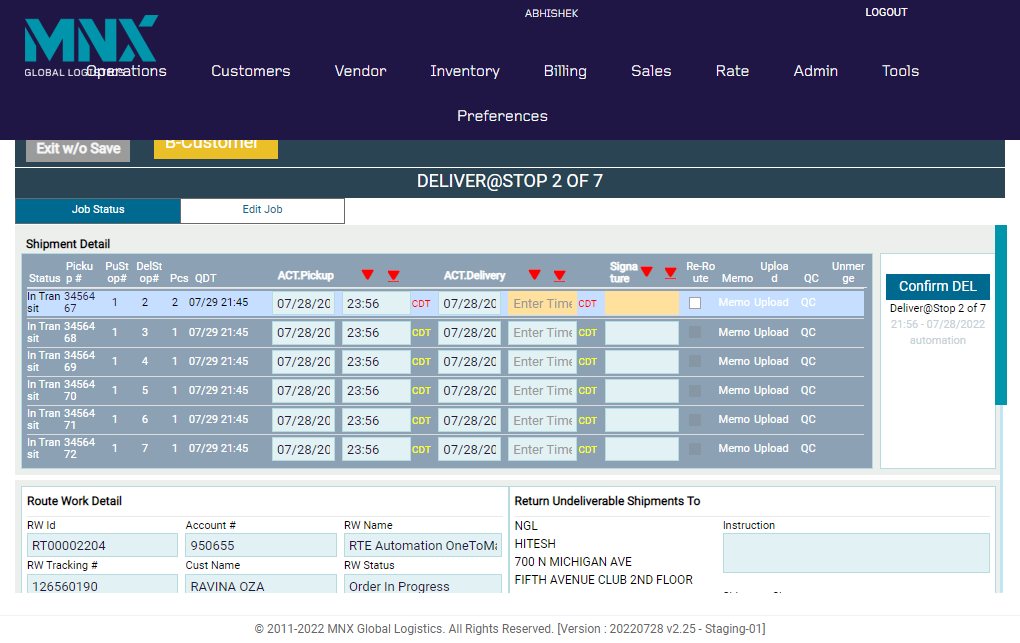 ABHISHEK
LOGOUT
MNX
GLOBAL LOGISTICS
Operations Customers Vendor Inventory Billing Sales Rate Admin Tools
Preferences
Exit w/o Save B-Customer
DELIVER@STOP 2 OF 7
Job Status Edit Job
Shipment Detail
Status Pickup # PuStop# DelStop# Pcs QDT ACT.Pickup ACT.Delivery Signature Re-Route Memo Upload QC Unmerge
In Transit 3456467 1 2 2 07/29 21:45 07/28/20 23:56 CDT 07/28/20 Enter Time CDT Memo Upload QC
In Transit 3456468 1 3 1 07/29 21:45 07/28/20 23:56 CDT 07/28/20 Enter Time CDT Memo Upload QC
In Transit 3456469 1 4 1 07/29 21:45 07/28/20 23:56 CDT 07/28/20 Enter Time CDT Memo Upload QC
In Transit 3456470 1 5 1 07/29 21:45 07/28/20 23:56 CDT 07/28/20 Enter Time CDT Memo Upload QC
In Transit 3456471 1 6 1 07/29 21:45 07/28/20 23:56 CDT 07/28/20 Enter Time CDT Memo Upload QC
In Transit 3456472 1 7 1 07/29 21:45 07/28/20 23:56 CDT 07/28/20 Enter Time CDT Memo Upload QC
Confirm DEL
Deliver@Stop 2 of 7
21:56 - 07/28/2022
automation
Route Work Detail
RW Id Account # RW Name
RT00002204 950655 RTE Automation OneToMa
RW Tracking # Cust Name RW Status
126560190 RAVINA OZA Order In Progress
Return Undeliverable Shipments To
NGL
HITESH
700 N MICHIGAN AVE
FIFTH AVENUE CLUB 2ND FLOOR
Instruction
© 2011-2022 MNX Global Logistics. All Rights Reserved. [Version : 20220728 v2.25 - Staging-01]